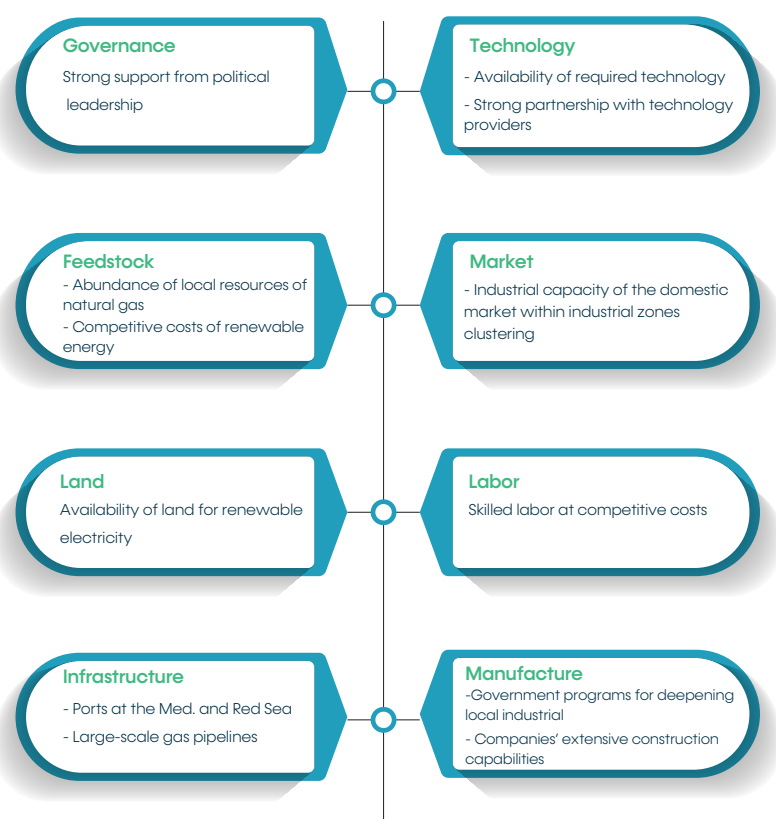 Governance
Strong support from political
leadership
Technology
- Availability of required technology
- Strong partnership with technology
providers
Feedstock
- Abundance of local resources of
natural gas
- Competitive costs of renewable
energy
Market
- Industrial capacity of the domestic
market within industrial zones
clustering
Land
Availability of land for renewable
electricity
Labor
Skilled labor at competitive costs
Infrastructure
- Ports at the Med. and Red Sea
- Large-scale gas pipelines
Manufacture
-Government programs for deepening
local industrial
- Companies’ extensive construction
capabilities